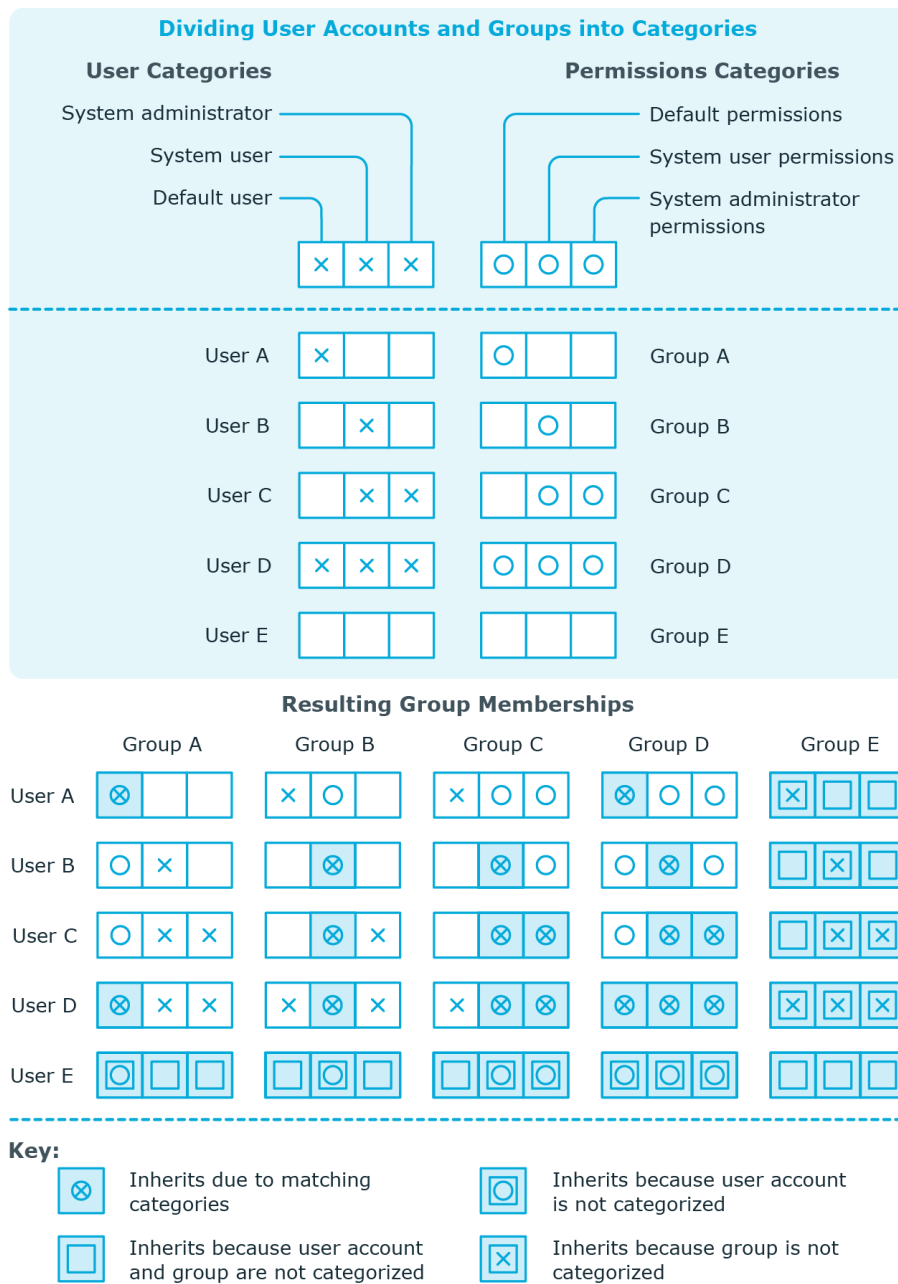 Dividing User Accounts and Groups into Categories
User Categories
Permissions Categories
System administrator
Default permissions
System user
System user permissions
Default user
System administrator
permissions
User A
Group A
User B
Group B
User C
Group C
User D
Group D
User E
Group E
Resulting Group Memberships
Group A
Group B
Group C
Group D
Group E
User A
User B
User C
User D
User E
Key:
Inherits due to matching
categories
Inherits because user account
is not categorized
Inherits because user account
and group are not categorized
Inherits because group is not
categorized